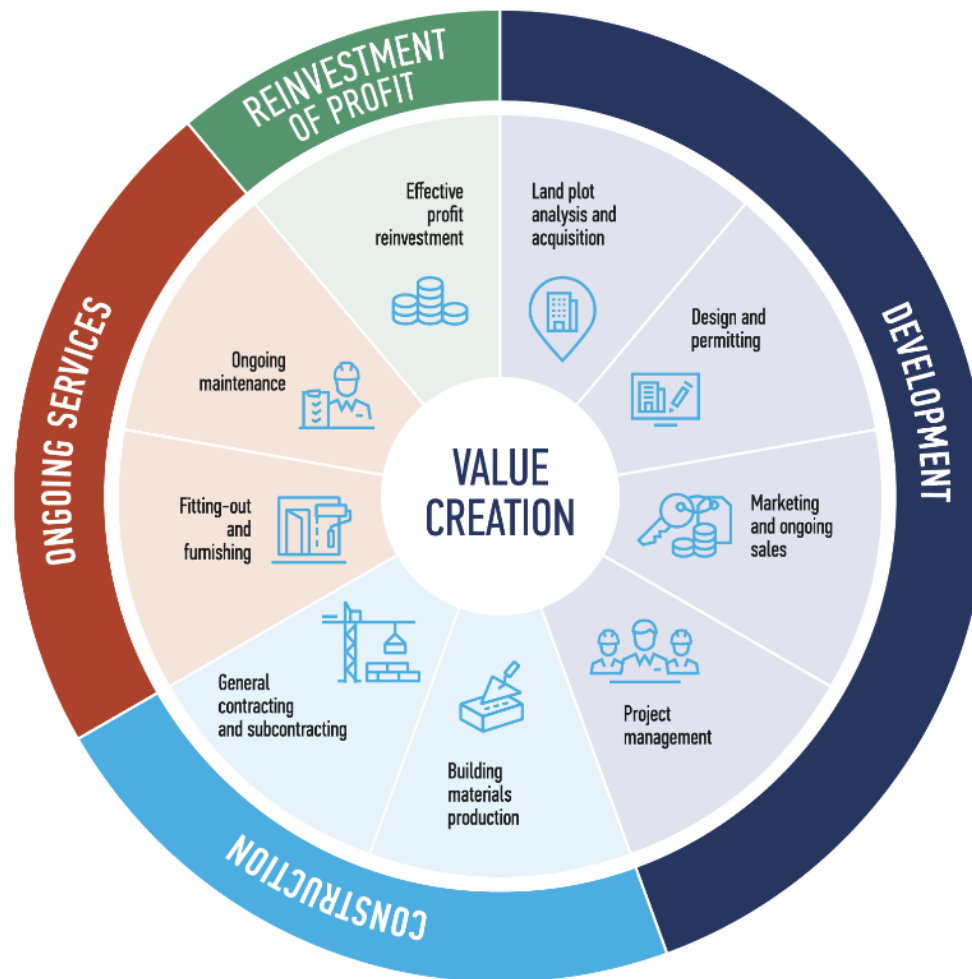 REINVESTMENT
OF PROFIT
DEVELOPMENT
CONSTRUCTION
ONGOING SERVICES
VALUE
CREATION
Effective
profit
reinvestment
Land plot
analysis and
acquisition
Design and
permitting
Marketing
and ongoing
sales
Project
management
Building
materials
production
General
contracting
and subcontracting
Fitting-out
and
furnishing
Ongoing
maintenance